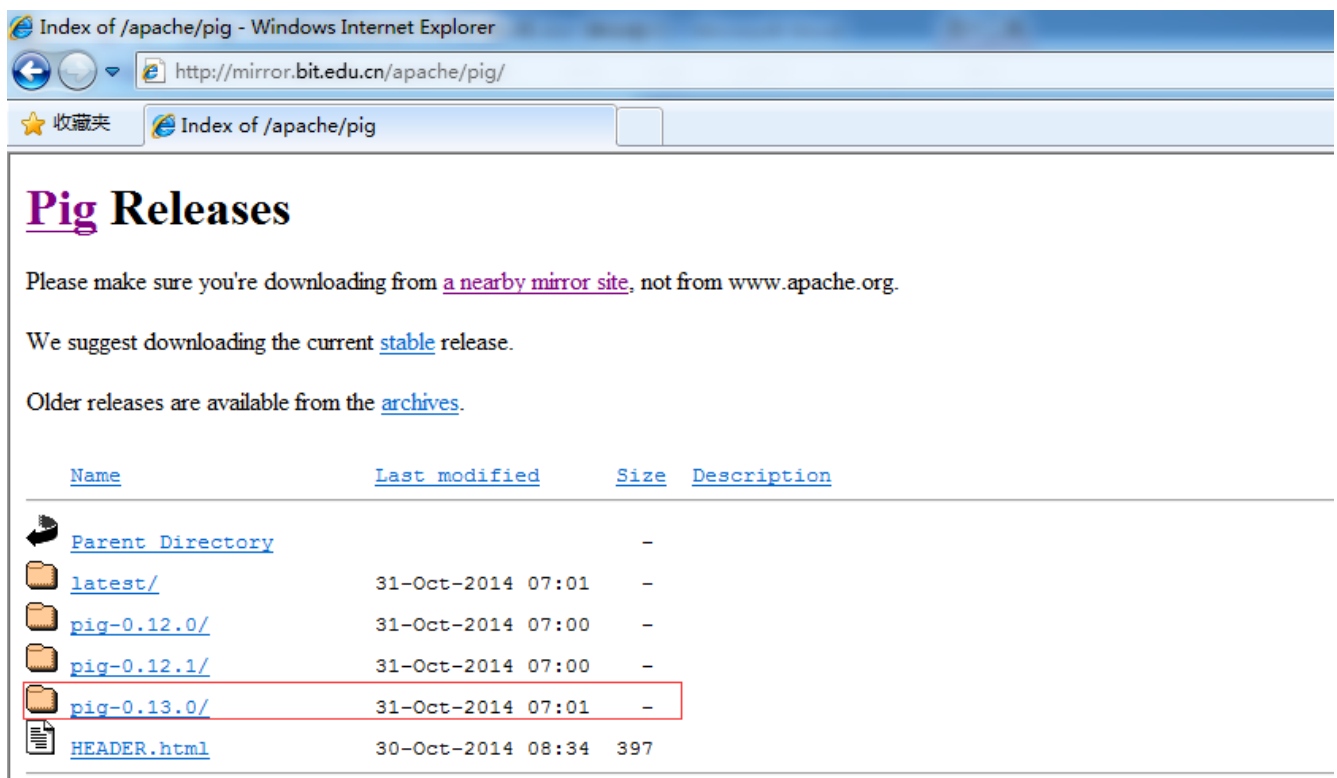 Index of /apache/pig - Windows Internet Explorer
http://mirror.bit.edu.cn/apache/pig/
收藏夹 Index of /apache/pig
Pig Releases
Please make sure you're downloading from a nearby mirror site, not from www.apache.org.
We suggest downloading the current stable release.
Older releases are available from the archives.
Name Last modified Size Description
Parent Directory -
latest/ 31-Oct-2014 07:01 -
pig-0.12.0/ 31-Oct-2014 07:00 -
pig-0.12.1/ 31-Oct-2014 07:00 -
pig-0.13.0/ 31-Oct-2014 07:01 -
HEADER.html 30-Oct-2014 08:34 397